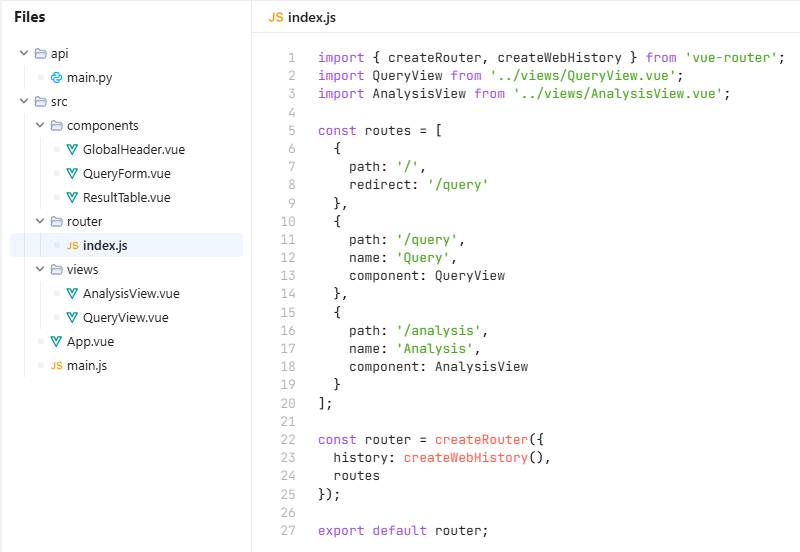 Files
api
main.py
src
components
GlobalHeader.vue
QueryForm.vue
ResultTable.vue
router
JS index.js
views
AnalysisView.vue
QueryView.vue
App.vue
JS main.js
JS index.js
1 import { createRouter, createWebHistory } from 'vue-router';
2 import QueryView from '../views/QueryView.vue';
3 import AnalysisView from '../views/AnalysisView.vue';
4
5 const routes = [
6   {
7     path: '/',
8     redirect: '/query'
9   },
10   {
11     path: '/query',
12     name: 'Query',
13     component: QueryView
14   },
15   {
16     path: '/analysis',
17     name: 'Analysis',
18     component: AnalysisView
19   }
20 ];
21
22 const router = createRouter({
23   history: createWebHistory(),
24   routes
25 });
26
27 export default router;